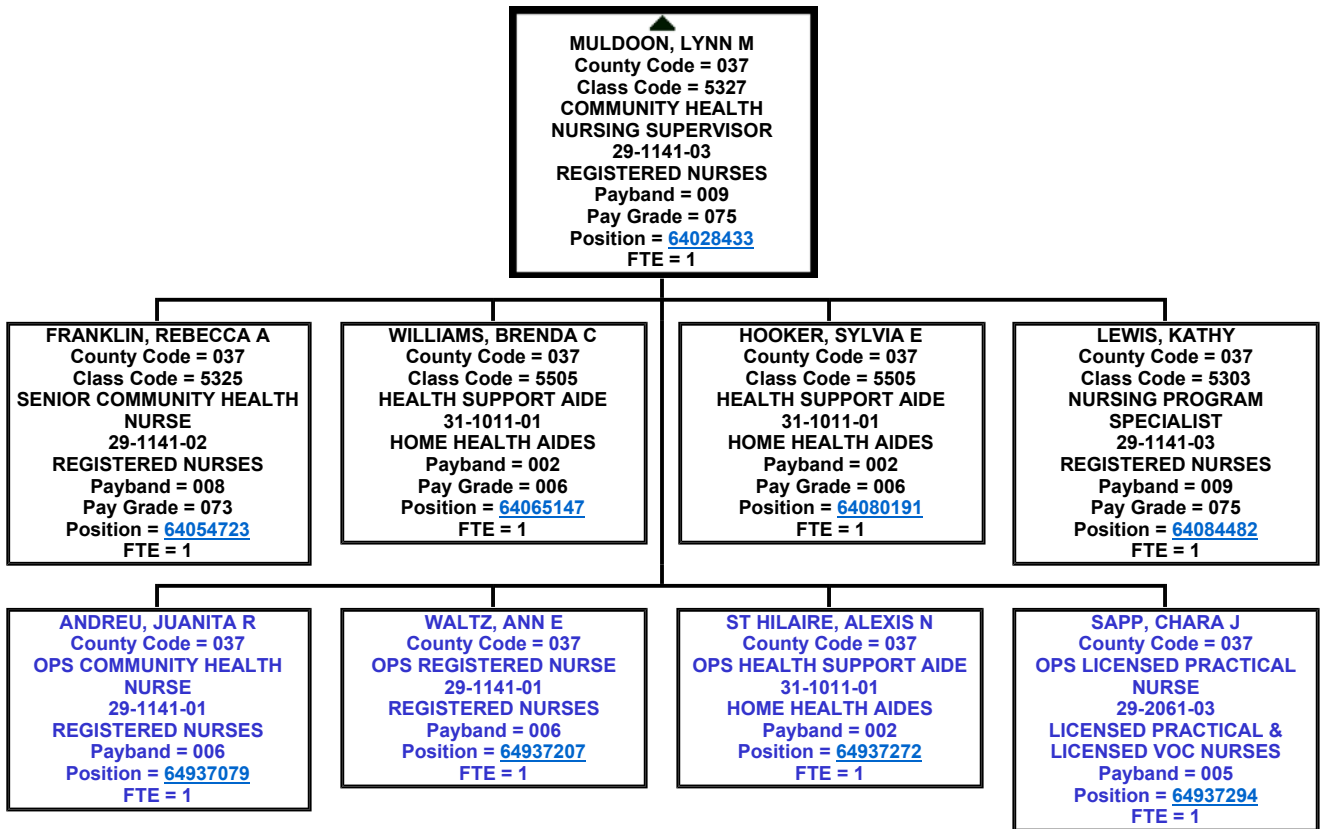 MULDOON, LYNN M
County Code = 037
Class Code = 5327
COMMUNITY HEALTH
NURSING SUPERVISOR
29-1141-03
REGISTERED NURSES
Payband = 009
Pay Grade = 075
Position = 64028433
FTE = 1
FRANKLIN, REBECCA A
County Code = 037
Class Code = 5325
SENIOR COMMUNITY HEALTH
NURSE
29-1141-02
REGISTERED NURSES
Payband = 008
Pay Grade = 073
Position = 64054723
FTE = 1
WILLIAMS, BRENDA C
County Code = 037
Class Code = 5505
HEALTH SUPPORT AIDE
31-1011-01
HOME HEALTH AIDES
Payband = 002
Pay Grade = 006
Position = 64065147
FTE = 1
HOOKER, SYLVIA E
County Code = 037
Class Code = 5505
HEALTH SUPPORT AIDE
31-1011-01
HOME HEALTH AIDES
Payband = 002
Pay Grade = 006
Position = 64080191
FTE = 1
LEWIS, KATHY
County Code = 037
Class Code = 5303
NURSING PROGRAM
SPECIALIST
29-1141-03
REGISTERED NURSES
Payband = 009
Pay Grade = 075
Position = 64084482
FTE = 1
ANDREU, JUANITA R
County Code = 037
OPS COMMUNITY HEALTH
NURSE
29-1141-01
REGISTERED NURSES
Payband = 006
Position = 64937079
FTE = 1
WALTZ, ANN E
County Code = 037
OPS REGISTERED NURSE
29-1141-01
REGISTERED NURSES
Payband = 006
Position = 64937207
FTE = 1
ST HILAIRE, ALEXIS N
County Code = 037
OPS HEALTH SUPPORT AIDE
31-1011-01
HOME HEALTH AIDES
Payband = 002
Position = 64937272
FTE = 1
SAPP, CHARA J
County Code = 037
OPS LICENSED PRACTICAL
NURSE
29-2061-03
LICENSED PRACTICAL &
LICENSED VOC NURSES
Payband = 005
Position = 64937294
FTE = 1